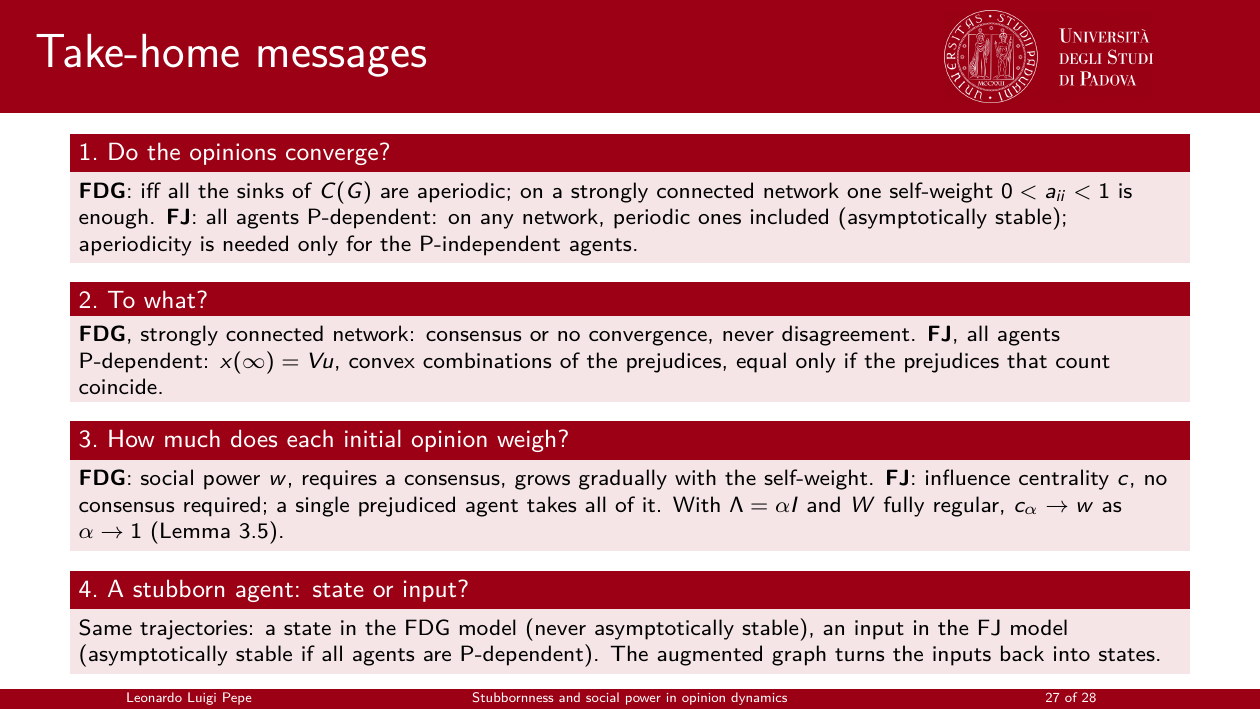 Take-home messages
UNIVERSITÀ
DEGLI STUDI
DI PADOVA
UNIVERSITAS STUDII PADUANI
MCCXXII
1. Do the opinions converge?
FDG: iff all the sinks of C(G) are aperiodic; on a strongly connected network one self-weight 0 < aᵢᵢ < 1 is
enough. FJ: all agents P-dependent: on any network, periodic ones included (asymptotically stable);
aperiodicity is needed only for the P-independent agents.
2. To what?
FDG, strongly connected network: consensus or no convergence, never disagreement. FJ, all agents
P-dependent: x(∞) = Vu, convex combinations of the prejudices, equal only if the prejudices that count
coincide.
3. How much does each initial opinion weigh?
FDG: social power w, requires a consensus, grows gradually with the self-weight. FJ: influence centrality c, no
consensus required; a single prejudiced agent takes all of it. With Λ = αI and W fully regular, c_α → w as
α → 1 (Lemma 3.5).
4. A stubborn agent: state or input?
Same trajectories: a state in the FDG model (never asymptotically stable), an input in the FJ model
(asymptotically stable if all agents are P-dependent). The augmented graph turns the inputs back into states.
Leonardo Luigi Pepe
Stubbornness and social power in opinion dynamics
27 of 28